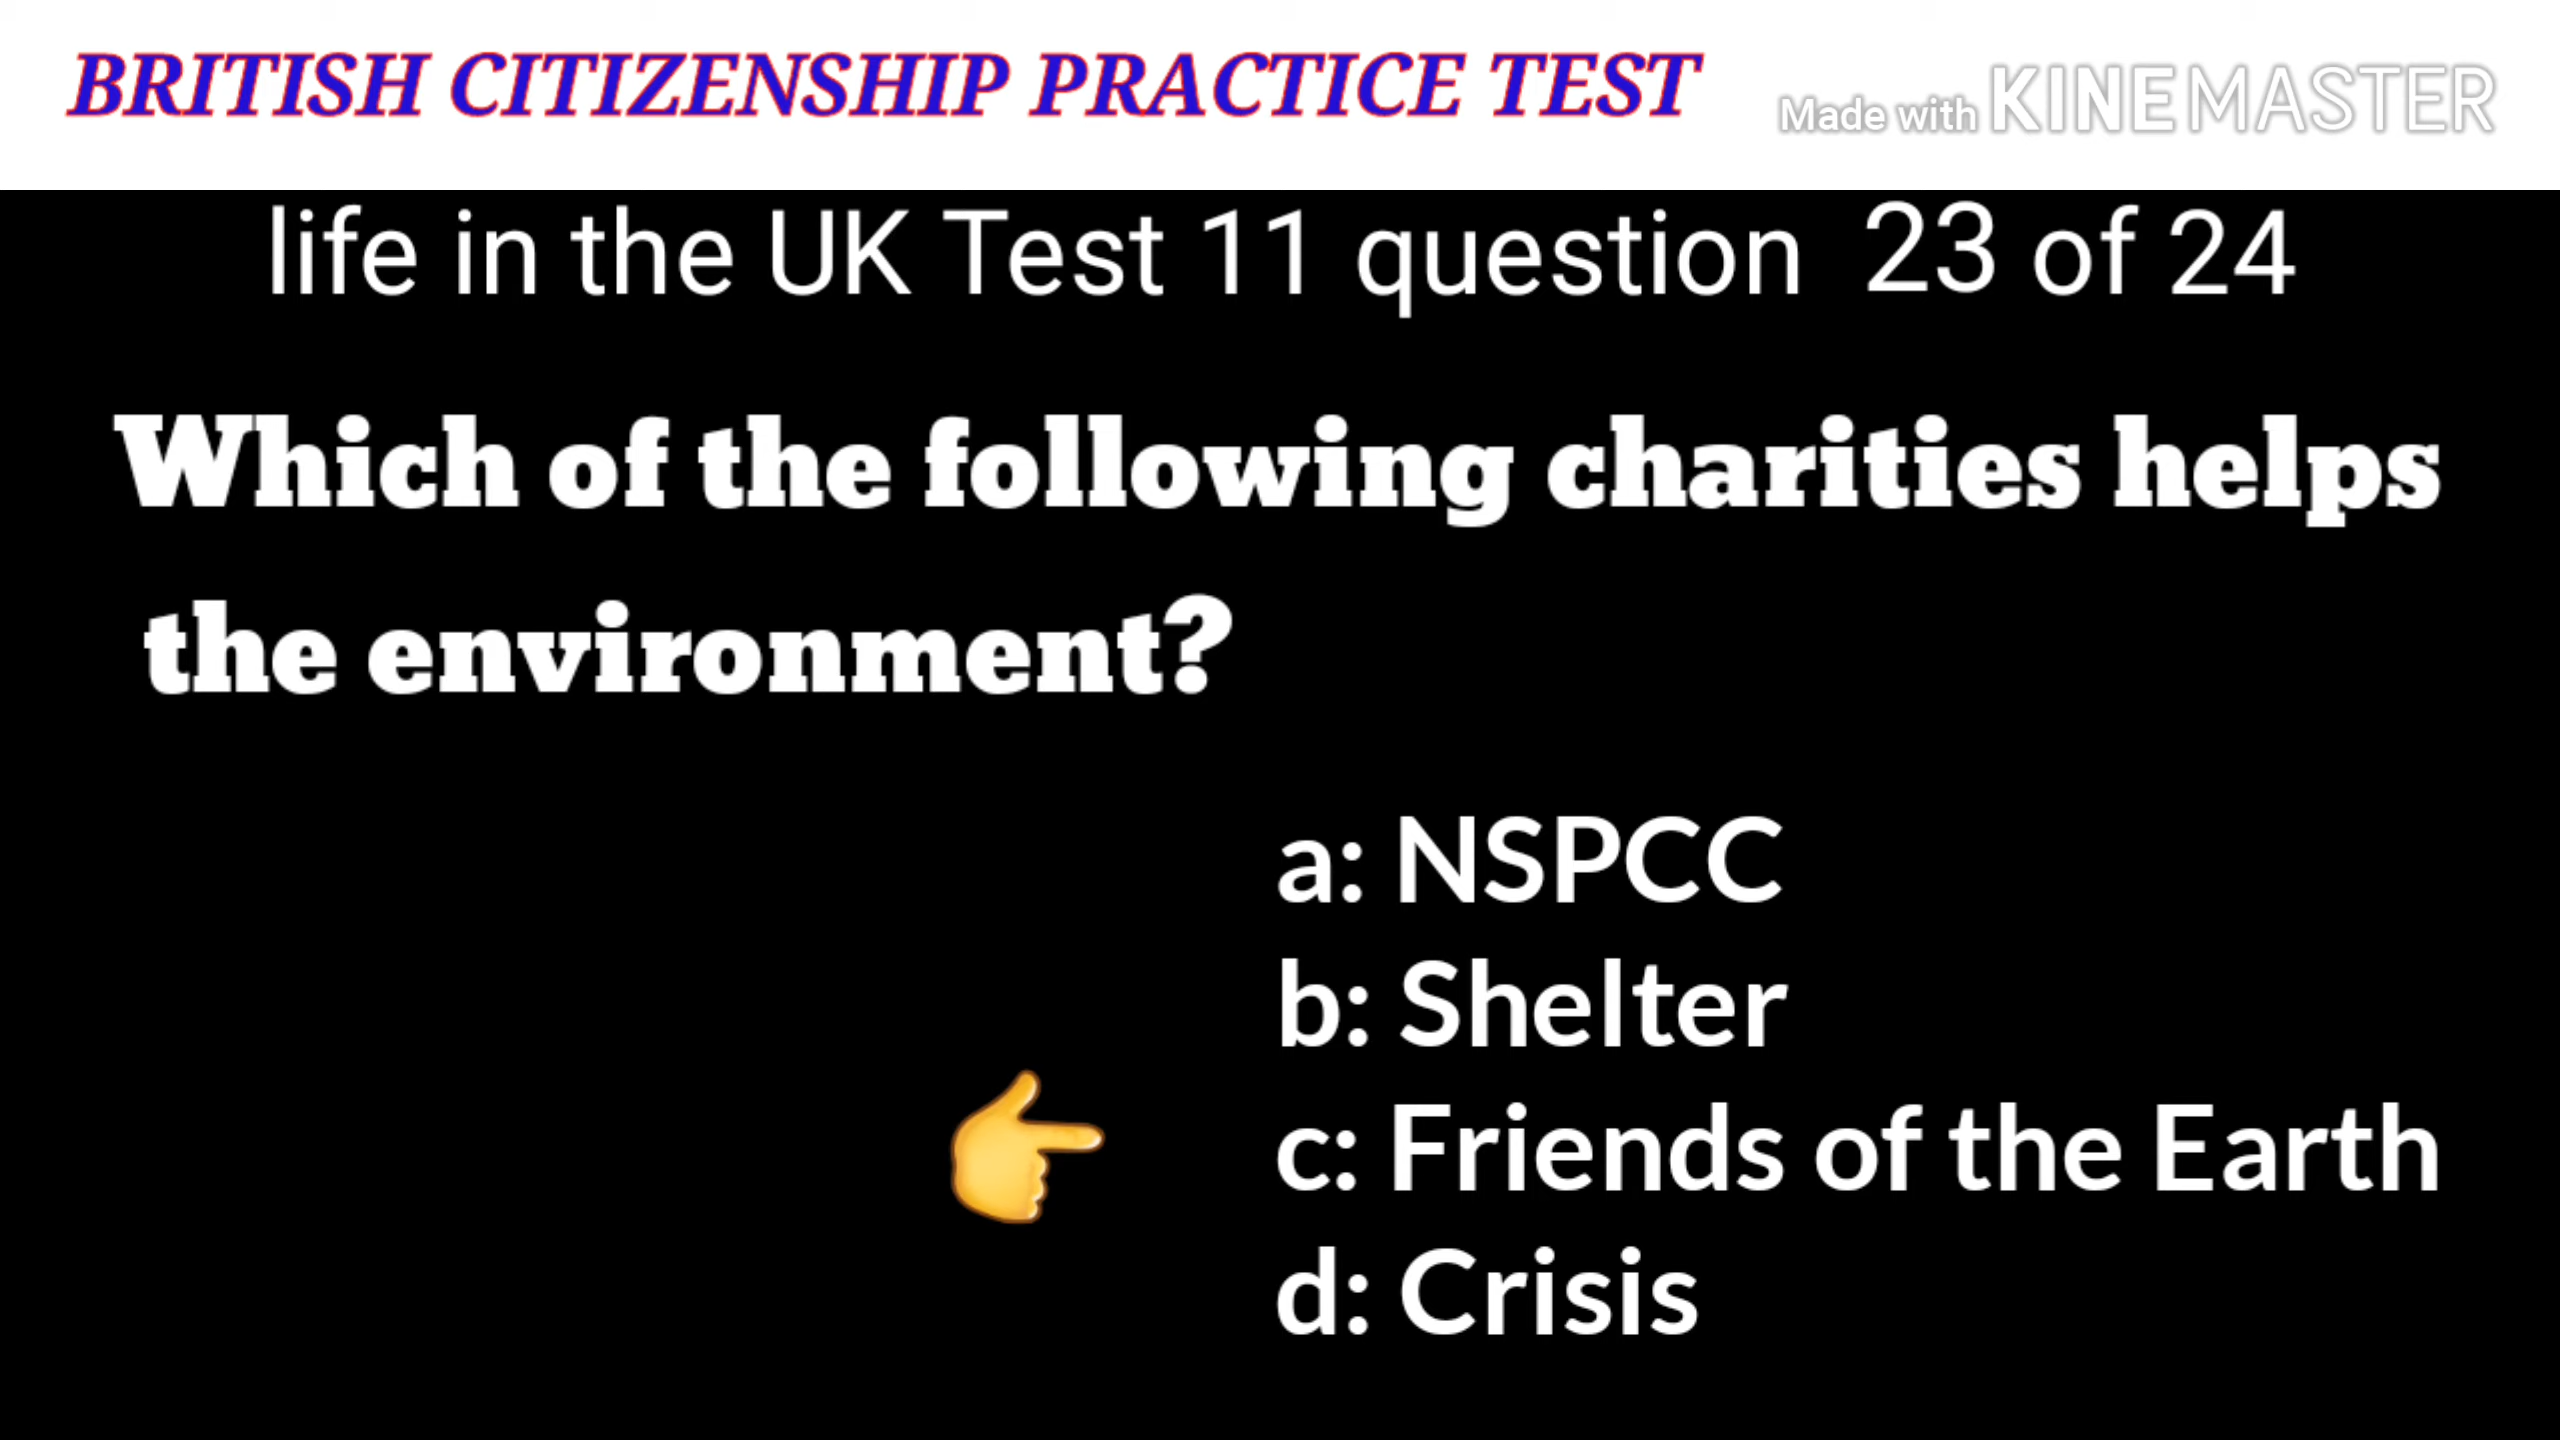 BRITISH CITIZENSHIP PRACTICE TEST
Made with KINEMASTER
life in the UK Test 11 question 23 of 24
Which of the following charities helps
the environment?
a: NSPCC
b: Shelter
c: Friends of the Earth
d: Crisis